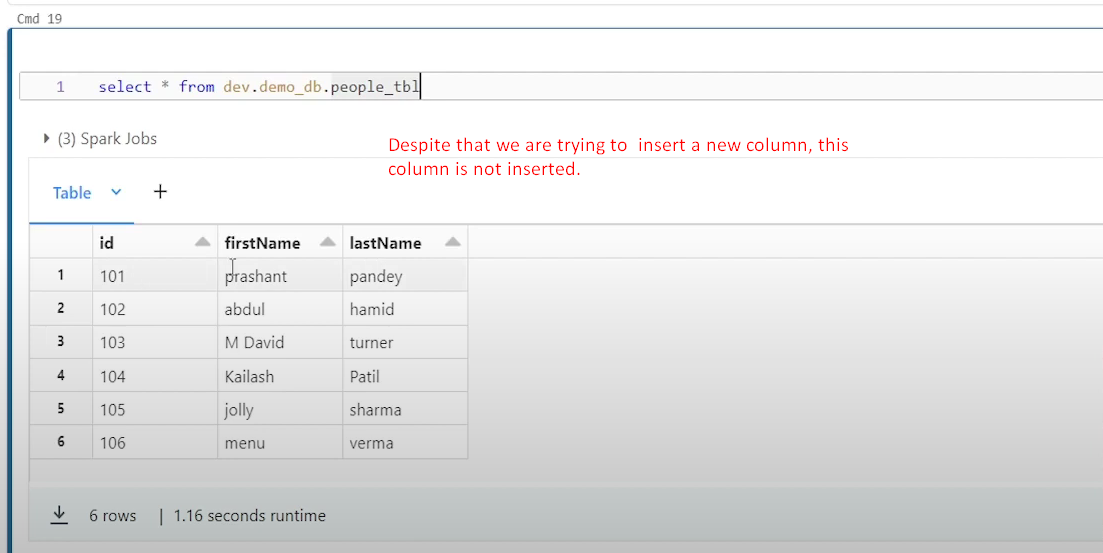 Cmd 19
1 select * from dev.demo_db.people_tbl
(3) Spark Jobs
Despite that we are trying to insert a new column, this
column is not inserted.
Table +
id firstName lastName
1 101 prashant pandey
2 102 abdul hamid
3 103 M David turner
4 104 Kailash Patil
5 105 jolly sharma
6 106 menu verma
6 rows | 1.16 seconds runtime